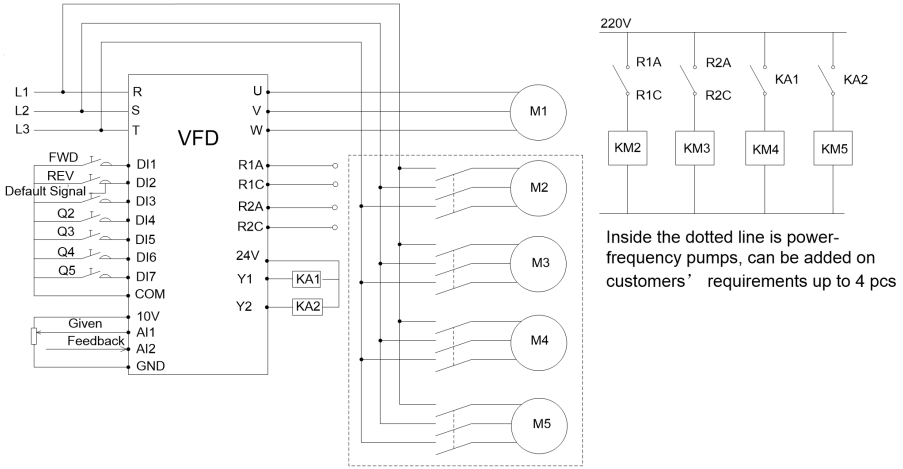 L1
L2
L3
R
S
T
VFD
U
V
W
M1
FWD
REV
Default Signal
Q2
Q3
Q4
Q5
DI1
DI2
DI3
DI4
DI5
DI6
DI7
COM
R1A
R1C
R2A
R2C
24V
Y1
Y2
KA1
KA2
Given
Feedback
10V
AI1
AI2
GND
M2
M3
M4
M5
220V
R1A
R2A
KA1
KA2
R1C
R2C
KM2
KM3
KM4
KM5
Inside the dotted line is power-
frequency pumps, can be added on
customers’ requirements up to 4 pcs